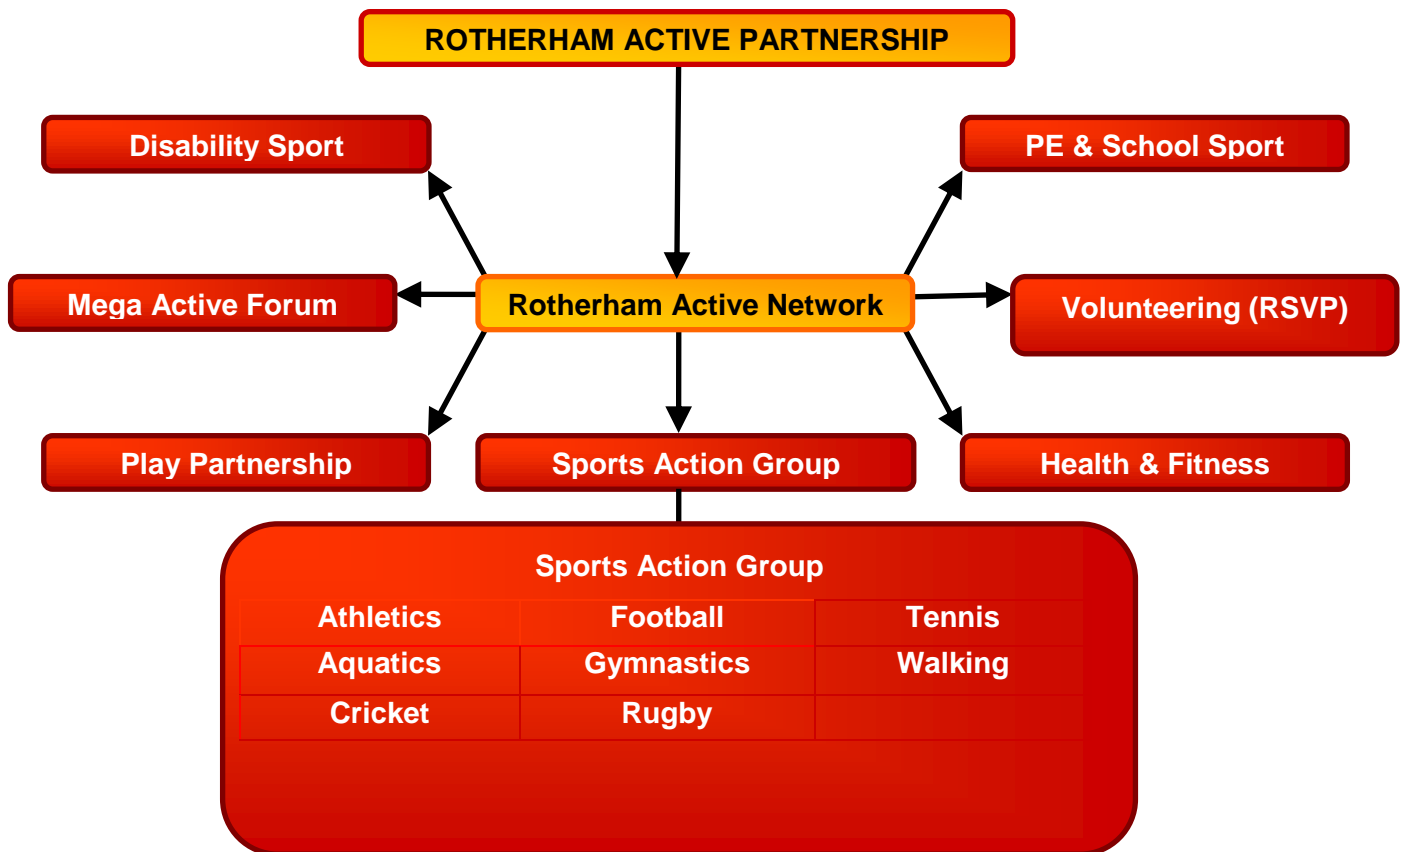 ROTHERHAM ACTIVE PARTNERSHIP
Disability Sport
PE & School Sport
Mega Active Forum
Rotherham Active Network
Volunteering (RSVP)
Play Partnership
Sports Action Group
Health & Fitness
Sports Action Group
Athletics Football Tennis
Aquatics Gymnastics Walking
Cricket Rugby